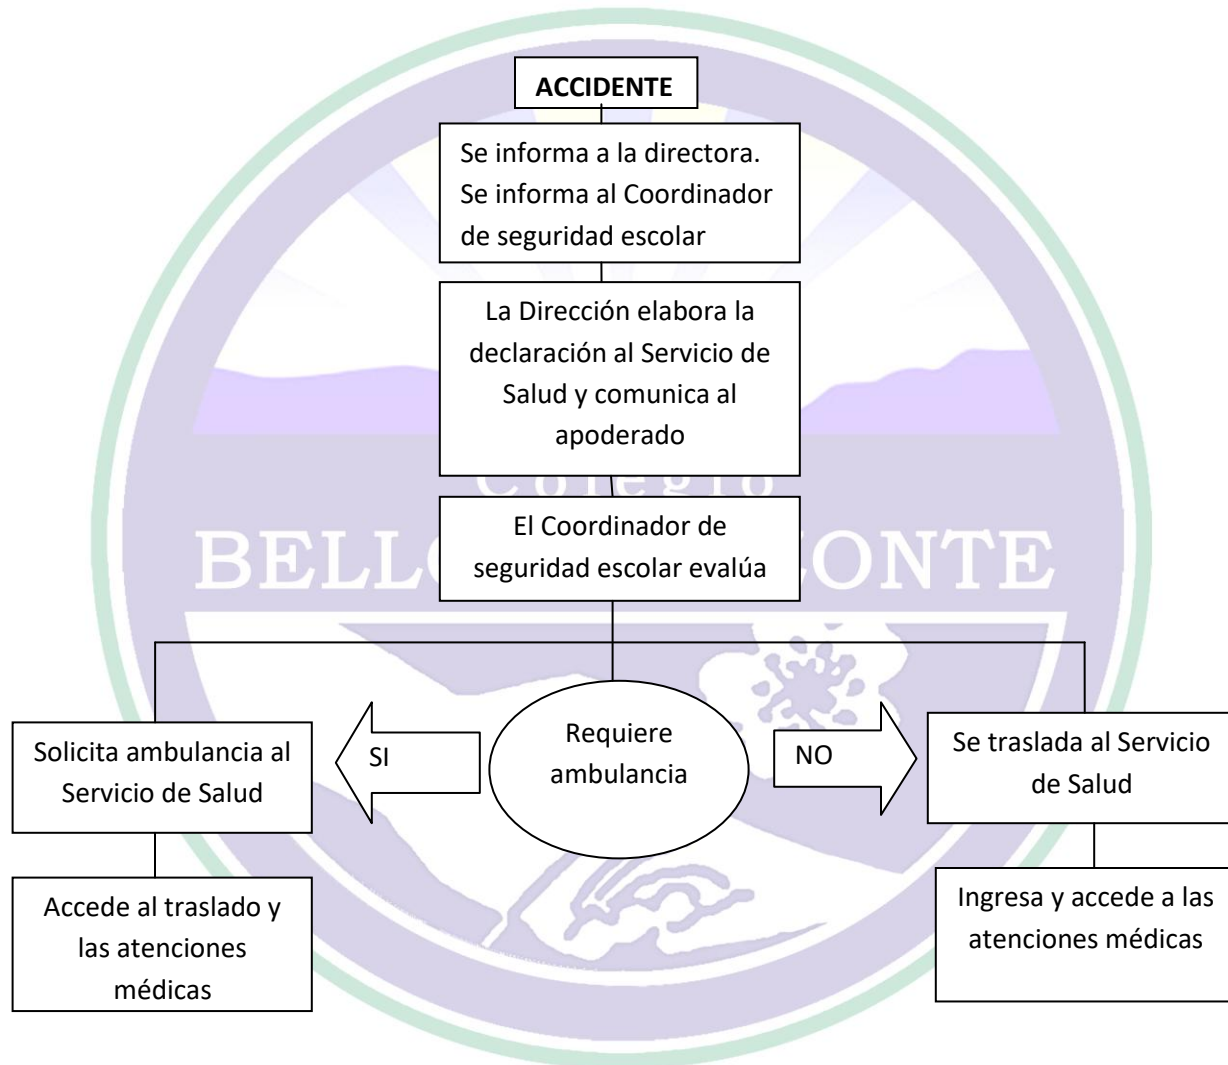 ACCIDENTE
Se informa a la directora.
Se informa al Coordinador
de seguridad escolar
La Dirección elabora la
declaración al Servicio de
Salud y comunica al
apoderado
Colegio
El Coordinador de
seguridad escolar evalúa
Requiere
ambulancia
SI
NO
Solicita ambulancia al
Servicio de Salud
Se traslada al Servicio
de Salud
Accede al traslado y
las atenciones
médicas
Ingresa y accede a las
atenciones médicas